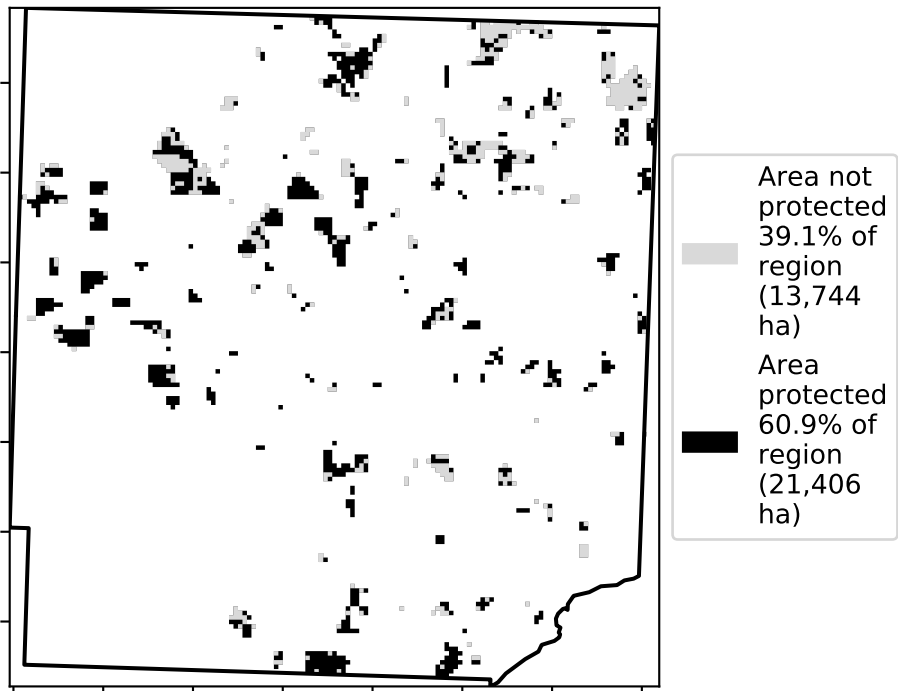 Area not
protected
39.1% of
region
(13,744
ha)
Area
protected
60.9% of
region
(21,406
ha)